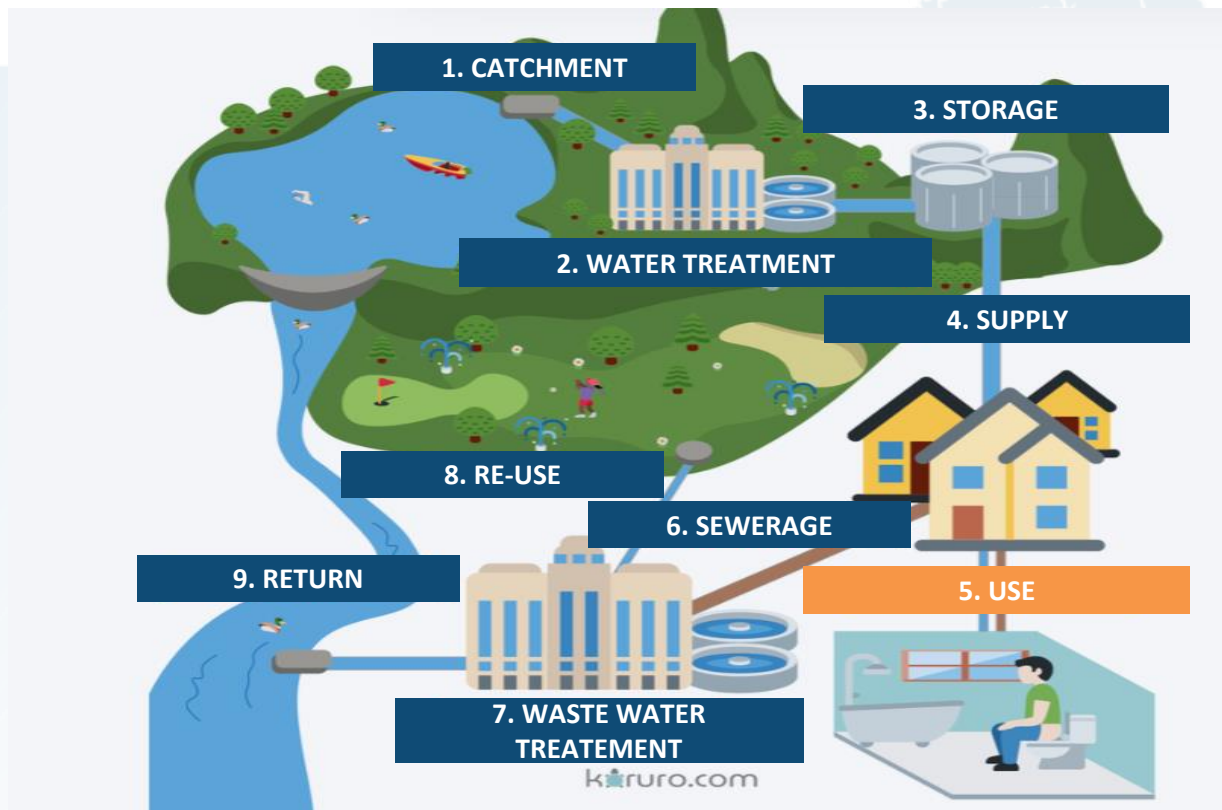 1. CATCHMENT
3. STORAGE
2. WATER TREATMENT
4. SUPPLY
8. RE-USE
6. SEWERAGE
9. RETURN
5. USE
7. WASTE WATER
TREATEMENT
karuro.com